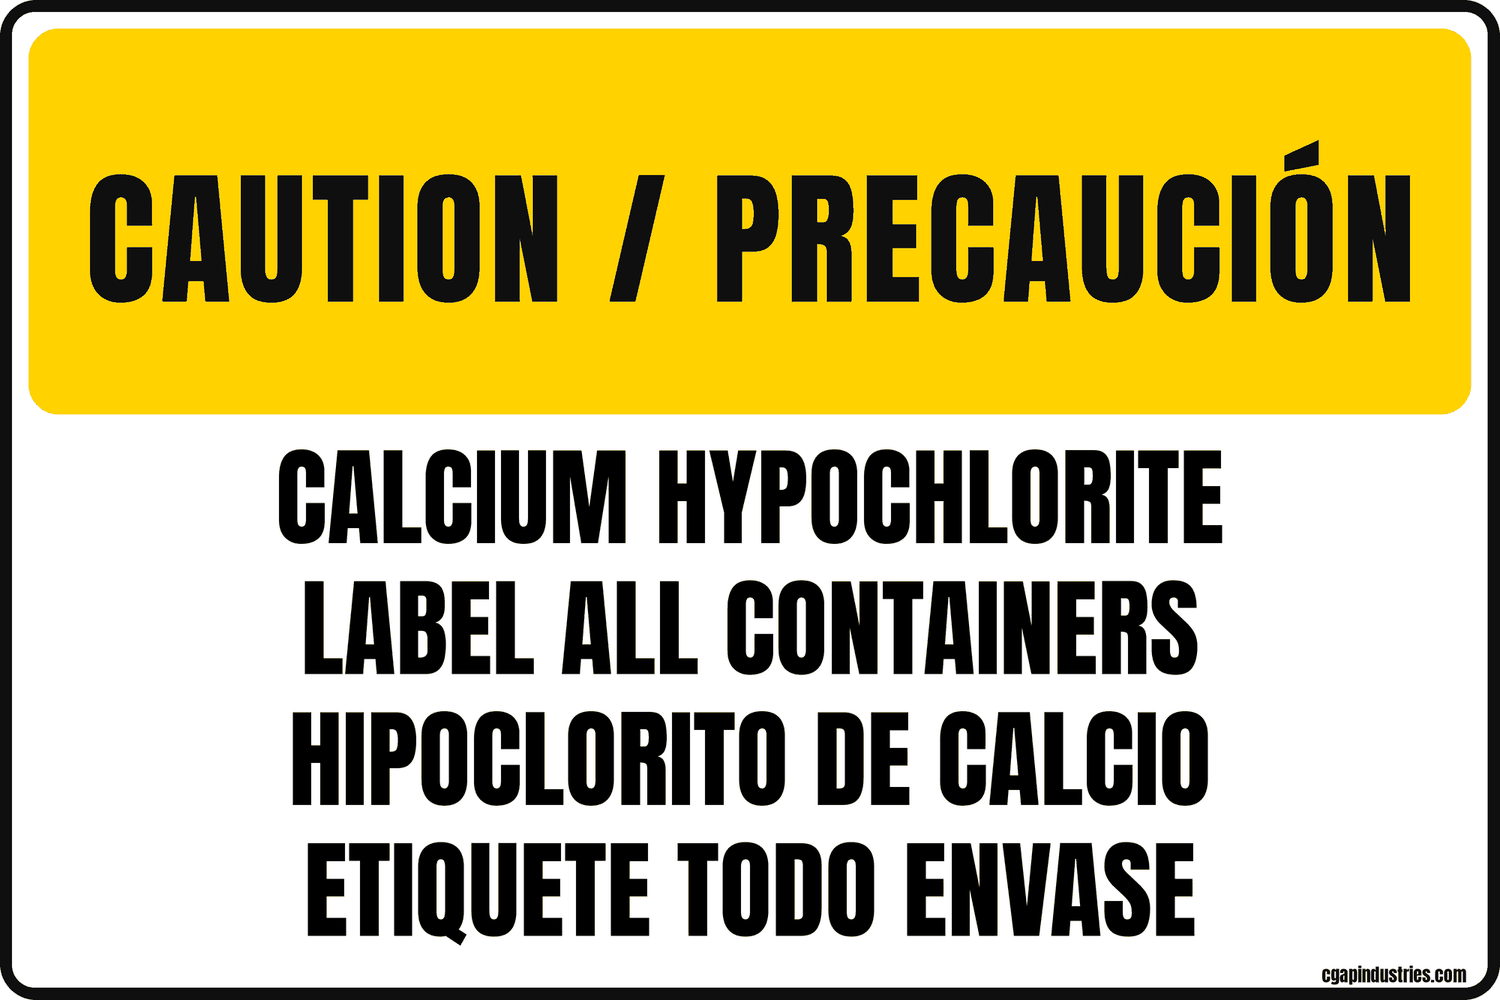 CAUTION / PRECAUCIÓN
CALCIUM HYPOCHLORITE
LABEL ALL CONTAINERS
HIPOCLORITO DE CALCIO
ETIQUETE TODO ENVASE
cgapindustries.com